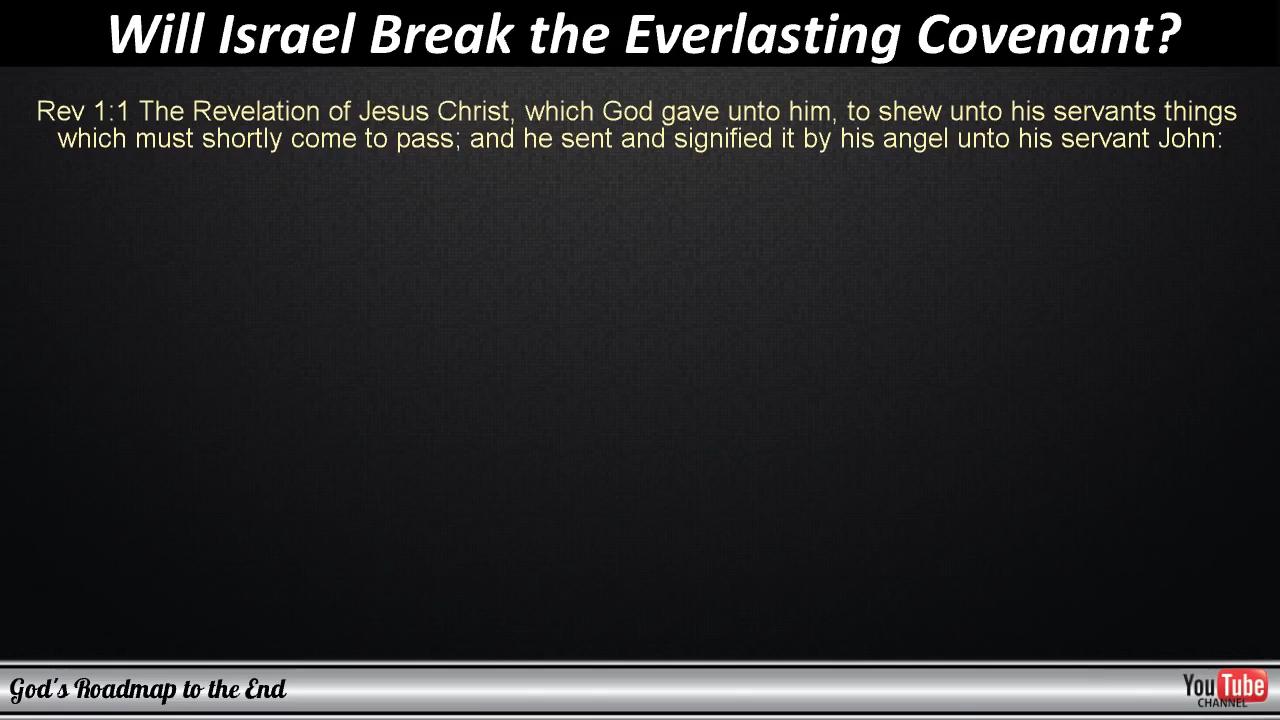 Will Israel Break the Everlasting Covenant?
Rev 1:1 The Revelation of Jesus Christ, which God gave unto him, to shew unto his servants things
which must shortly come to pass; and he sent and signified it by his angel unto his servant John:
God's Roadmap to the End
YouTube
CHANNEL